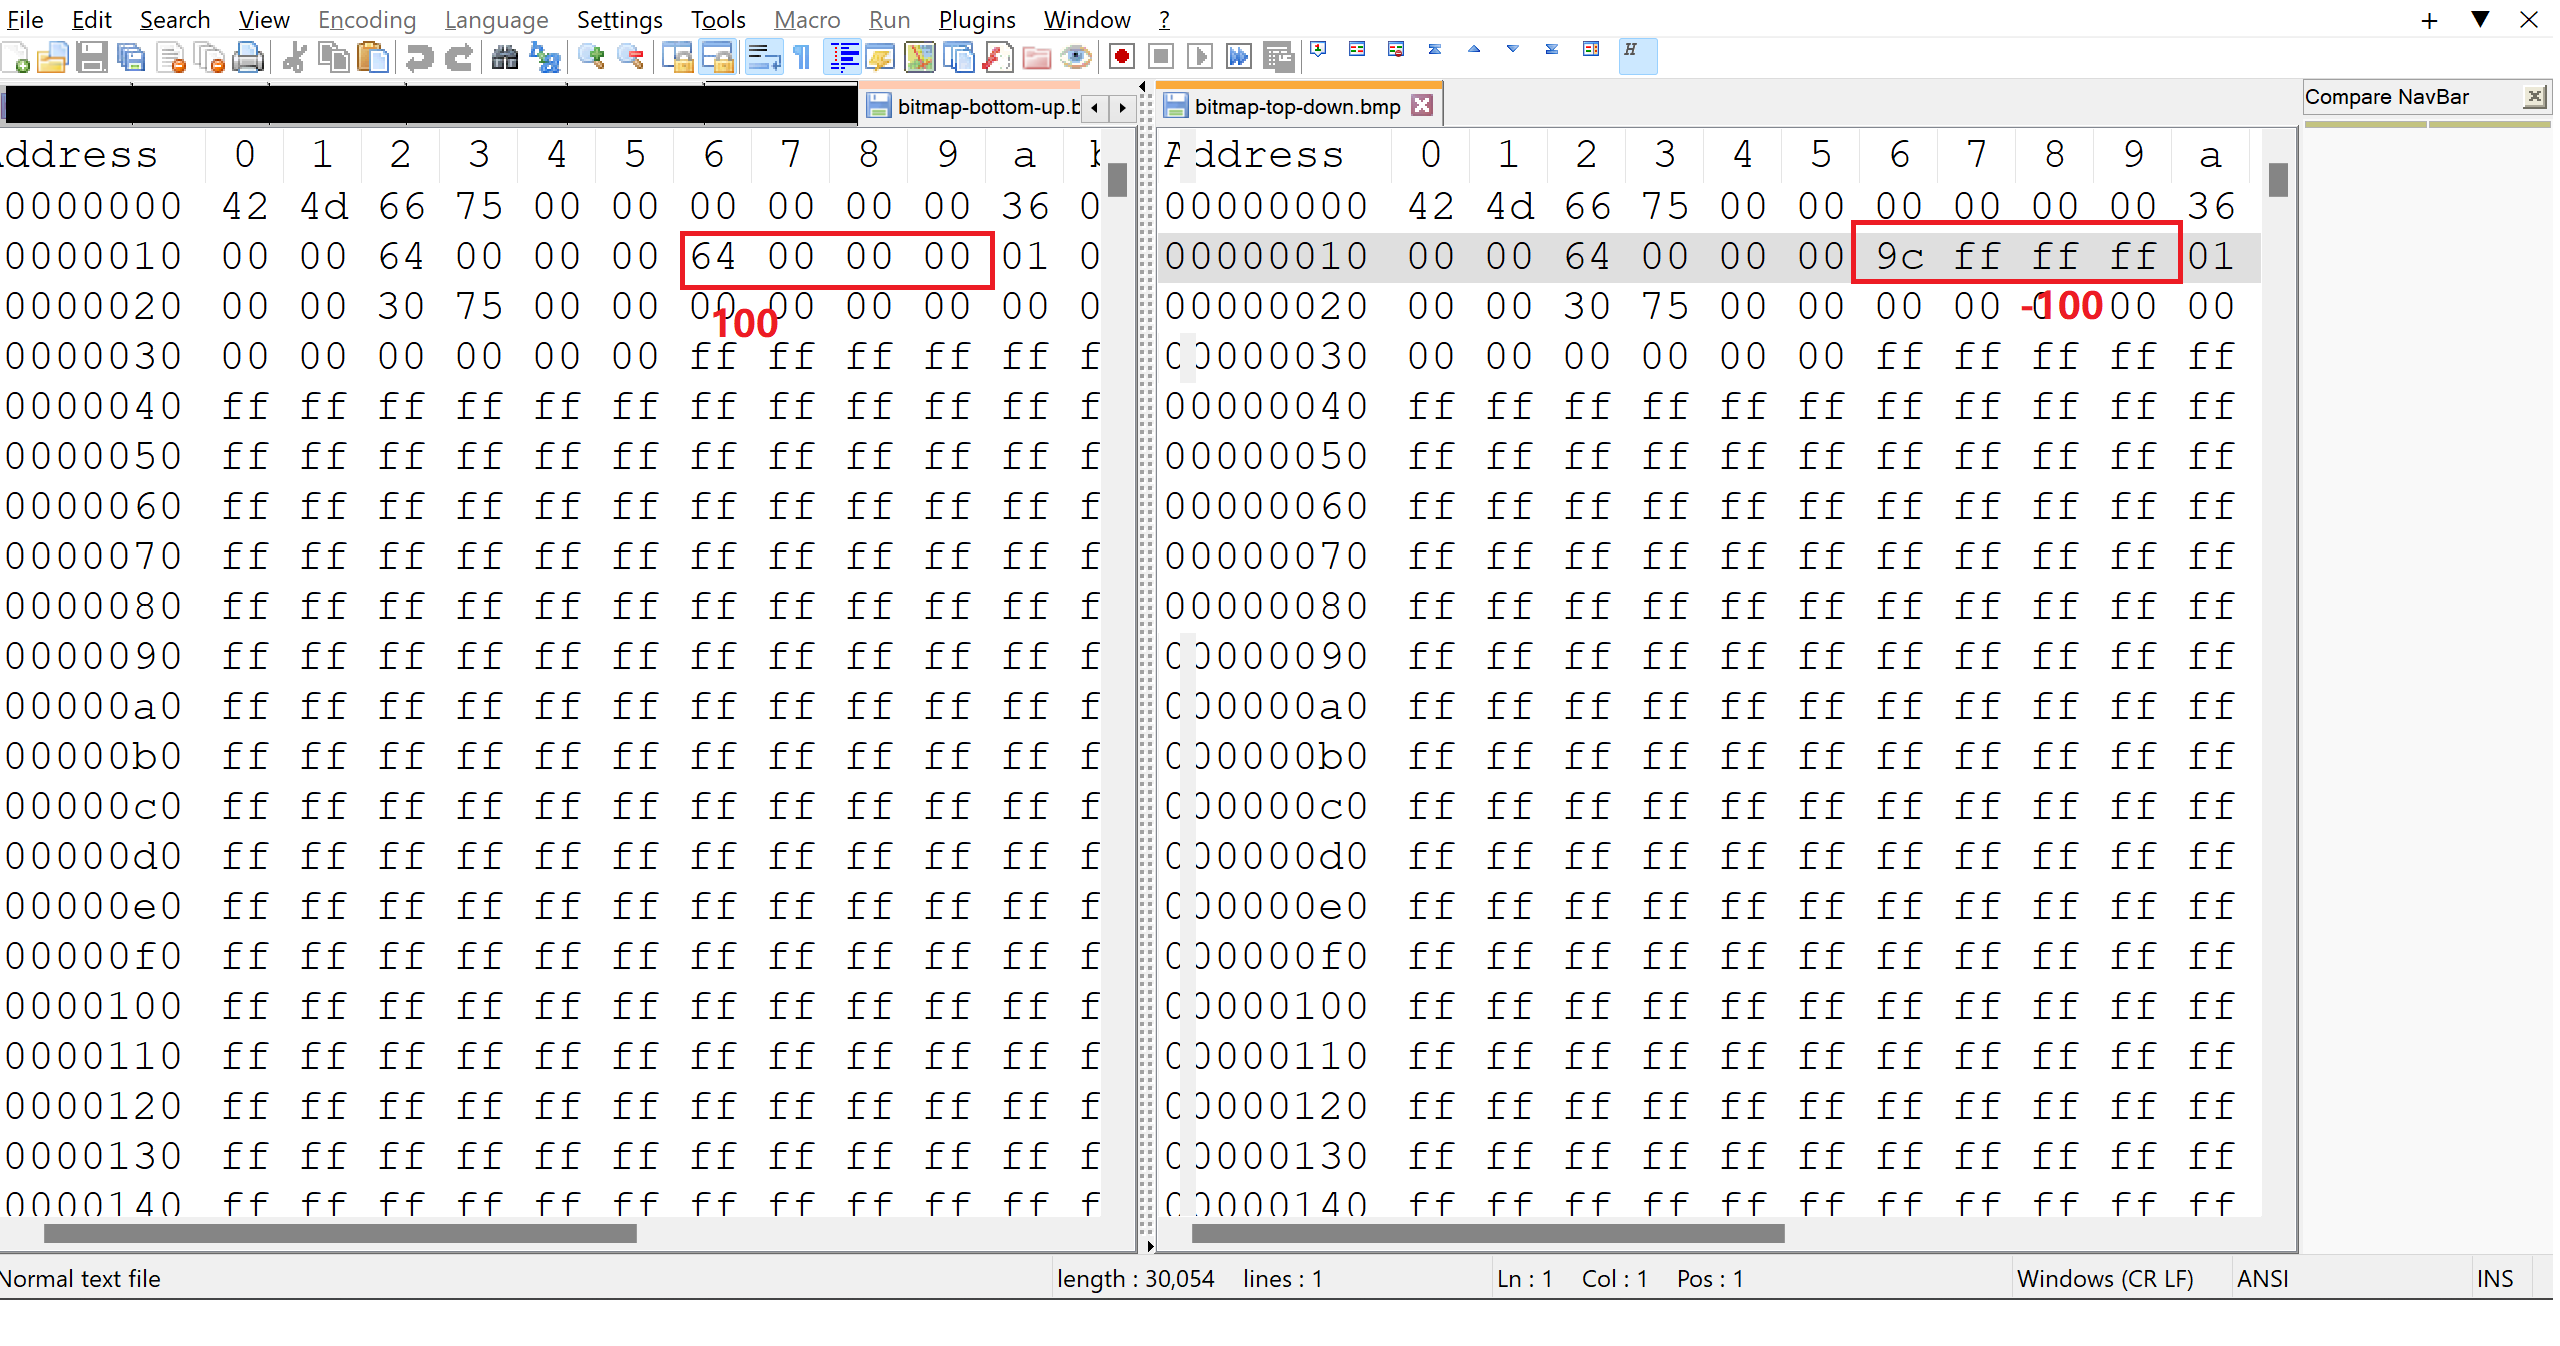 File Edit Search View Encoding Language Settings Tools Macro Run Plugins Window ? + ▼ ×
bitmap-bottom-up.b
bitmap-top-down.bmp
Compare NavBar
ddress 0 1 2 3 4 5 6 7 8 9 a b
0000000 42 4d 66 75 00 00 00 00 00 00 36 0
0000010 00 00 64 00 00 00 64 00 00 00 01 0
0000020 00 00 30 75 00 00 00 00 00 00 00 0
100
0000030 00 00 00 00 00 00 ff ff ff ff ff f
0000040 ff ff ff ff ff ff ff ff ff ff ff f
0000050 ff ff ff ff ff ff ff ff ff ff ff f
0000060 ff ff ff ff ff ff ff ff ff ff ff f
0000070 ff ff ff ff ff ff ff ff ff ff ff f
0000080 ff ff ff ff ff ff ff ff ff ff ff f
0000090 ff ff ff ff ff ff ff ff ff ff ff f
00000a0 ff ff ff ff ff ff ff ff ff ff ff f
00000b0 ff ff ff ff ff ff ff ff ff ff ff f
00000c0 ff ff ff ff ff ff ff ff ff ff ff f
00000d0 ff ff ff ff ff ff ff ff ff ff ff f
00000e0 ff ff ff ff ff ff ff ff ff ff ff f
00000f0 ff ff ff ff ff ff ff ff ff ff ff f
0000100 ff ff ff ff ff ff ff ff ff ff ff f
0000110 ff ff ff ff ff ff ff ff ff ff ff f
0000120 ff ff ff ff ff ff ff ff ff ff ff f
0000130 ff ff ff ff ff ff ff ff ff ff ff f
0000140 ff ff ff ff ff ff ff ff ff ff ff f
Address 0 1 2 3 4 5 6 7 8 9 a
00000000 42 4d 66 75 00 00 00 00 00 00 36
00000010 00 00 64 00 00 00 9c ff ff ff 01
00000020 00 00 30 75 00 00 00 00 0 00 00
-100
00000030 00 00 00 00 00 00 ff ff ff ff ff
00000040 ff ff ff ff ff ff ff ff ff ff ff
00000050 ff ff ff ff ff ff ff ff ff ff ff
00000060 ff ff ff ff ff ff ff ff ff ff ff
00000070 ff ff ff ff ff ff ff ff ff ff ff
00000080 ff ff ff ff ff ff ff ff ff ff ff
00000090 ff ff ff ff ff ff ff ff ff ff ff
000000a0 ff ff ff ff ff ff ff ff ff ff ff
000000b0 ff ff ff ff ff ff ff ff ff ff ff
000000c0 ff ff ff ff ff ff ff ff ff ff ff
000000d0 ff ff ff ff ff ff ff ff ff ff ff
000000e0 ff ff ff ff ff ff ff ff ff ff ff
000000f0 ff ff ff ff ff ff ff ff ff ff ff
00000100 ff ff ff ff ff ff ff ff ff ff ff
00000110 ff ff ff ff ff ff ff ff ff ff ff
00000120 ff ff ff ff ff ff ff ff ff ff ff
00000130 ff ff ff ff ff ff ff ff ff ff ff
00000140 ff ff ff ff ff ff ff ff ff ff ff
Normal text file length : 30,054 lines : 1 Ln : 1 Col : 1 Pos : 1 Windows (CR LF) ANSI INS